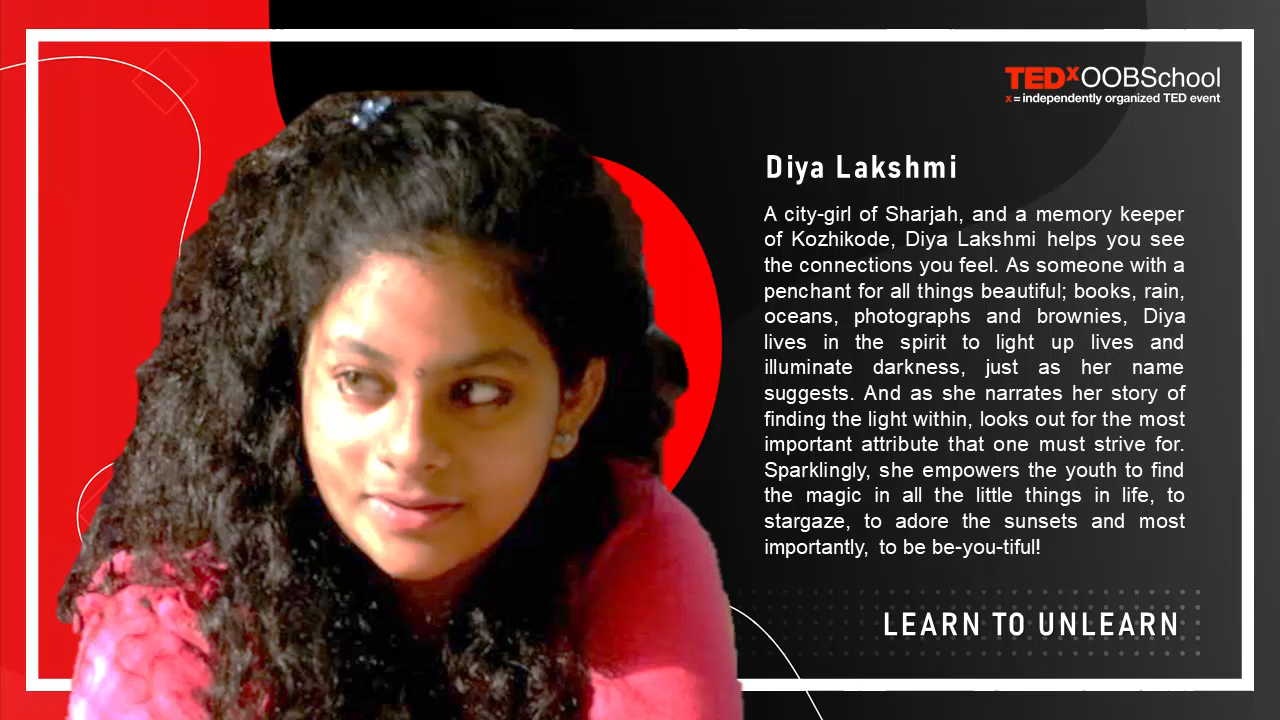 TEDxOOBSchool
x = independently organized TED event
Diya Lakshmi
A city-girl of Sharjah, and a memory keeper
of Kozhikode, Diya Lakshmi helps you see
the connections you feel. As someone with a
penchant for all things beautiful; books, rain,
oceans, photographs and brownies, Diya
lives in the spirit to light up lives and
illuminate darkness, just as her name
suggests. And as she narrates her story of
finding the light within, looks out for the most
important attribute that one must strive for.
Sparklingly, she empowers the youth to find
the magic in all the little things in life, to
stargaze, to adore the sunsets and most
importantly, to be be-you-tiful!
LEARN TO UNLEARN